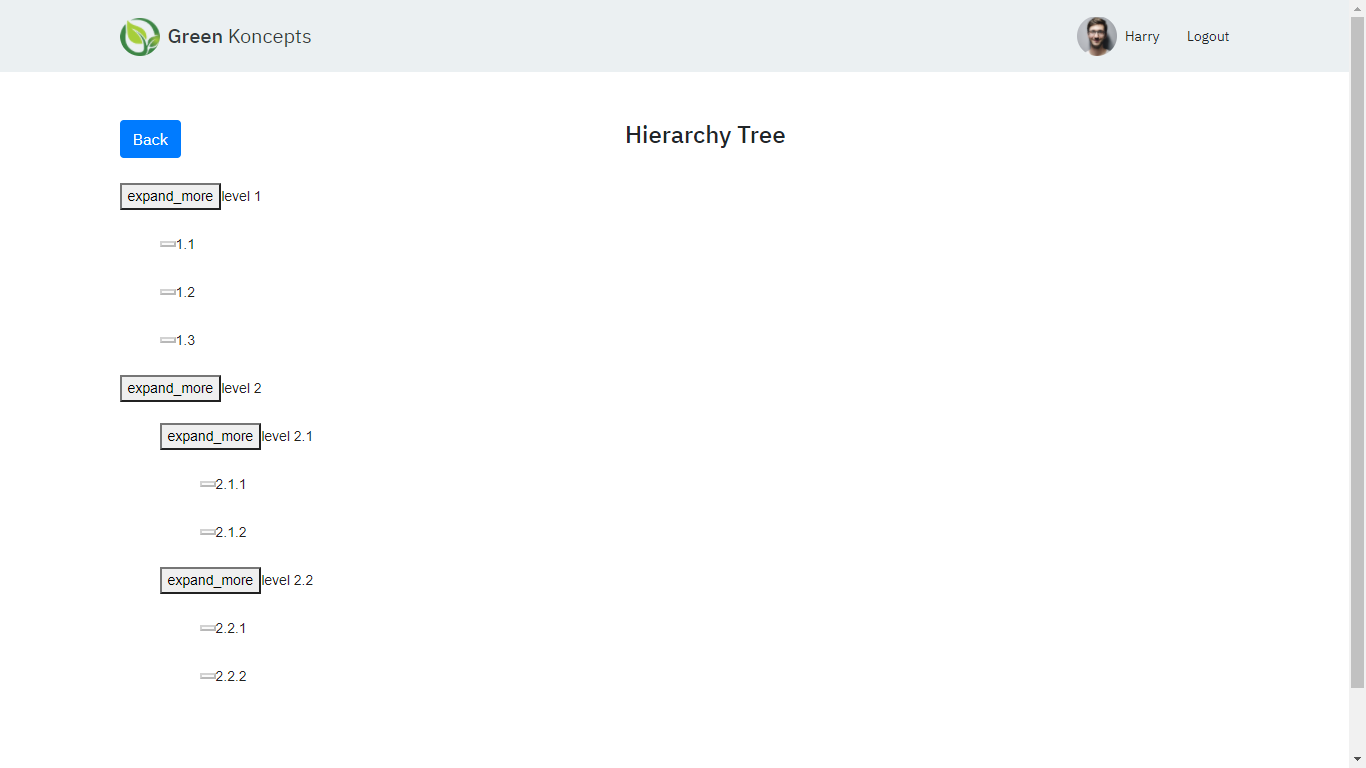 Green Koncepts
Harry
Logout
Back
Hierarchy Tree
expand_more level 1
1.1
1.2
1.3
expand_more level 2
expand_more level 2.1
2.1.1
2.1.2
expand_more level 2.2
2.2.1
2.2.2